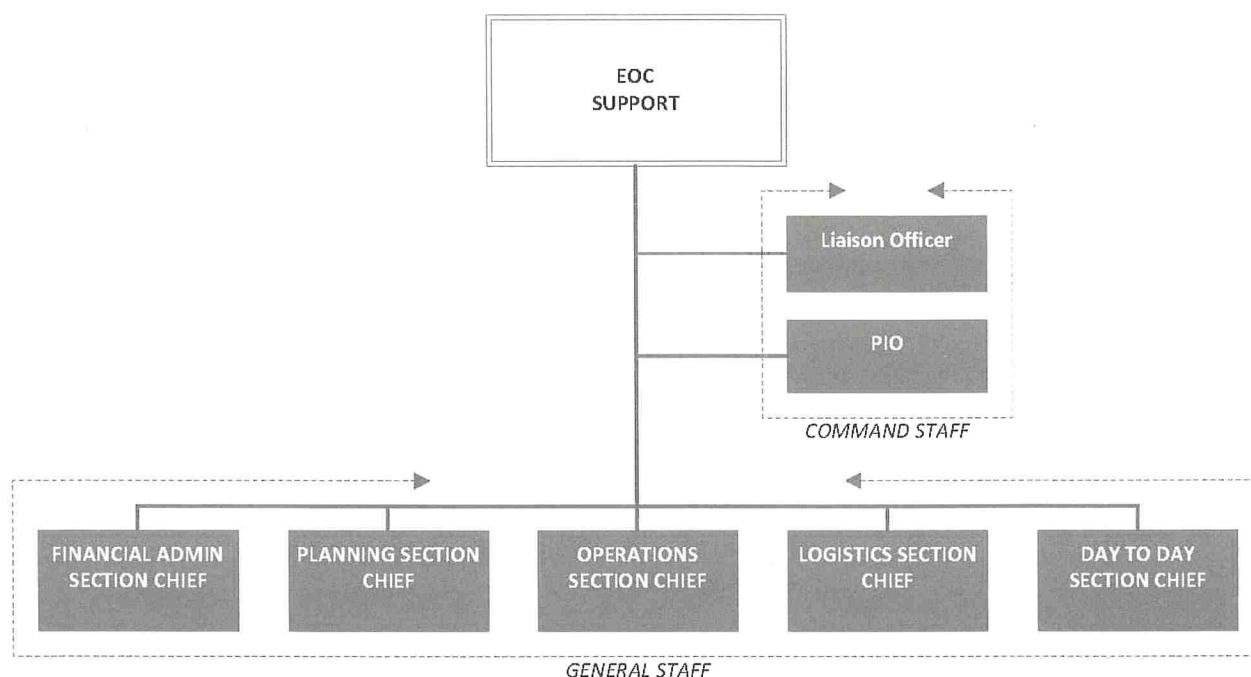 EOC
SUPPORT
Liaison Officer
PIO
COMMAND STAFF
FINANCIAL ADMIN
SECTION CHIEF
PLANNING SECTION
CHIEF
OPERATIONS
SECTION CHIEF
LOGISTICS SECTION
CHIEF
DAY TO DAY
SECTION CHIEF
GENERAL STAFF